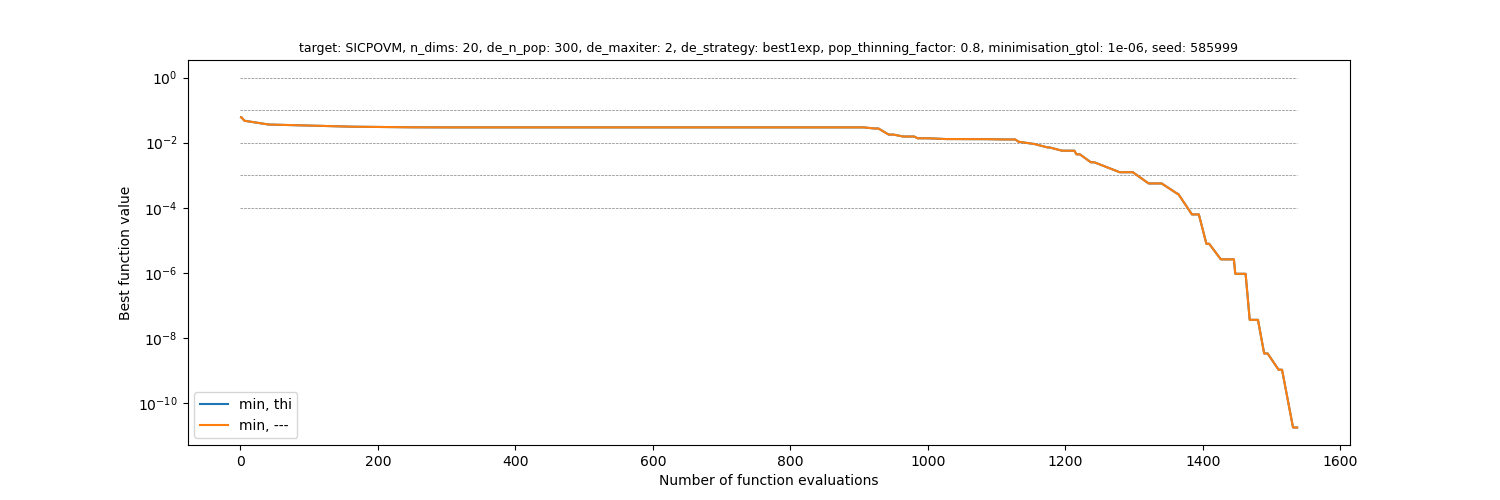 target: SICPOVM, n_dims: 20, de_n_pop: 300, de_maxiter: 2, de_strategy: best1exp, pop_thinning_factor: 0.8, minimisation_gtol: 1e-06, seed: 585999
Best function value
10⁰
10⁻²
10⁻⁴
10⁻⁶
10⁻⁸
10⁻¹⁰
min, thi
min, ---
0 200 400 600 800 1000 1200 1400 1600
Number of function evaluations